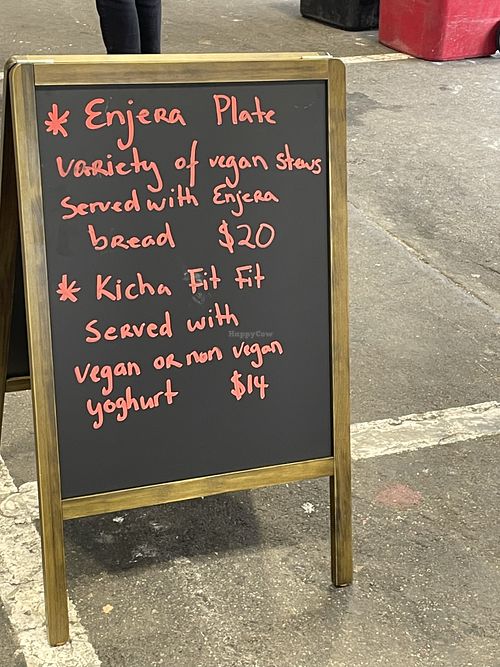 * Enjera Plate
variety of vegan stews
served with Enjera
bread $20
* Kicha Fit Fit
served with
HappyCow
vegan or non vegan
yoghurt $14